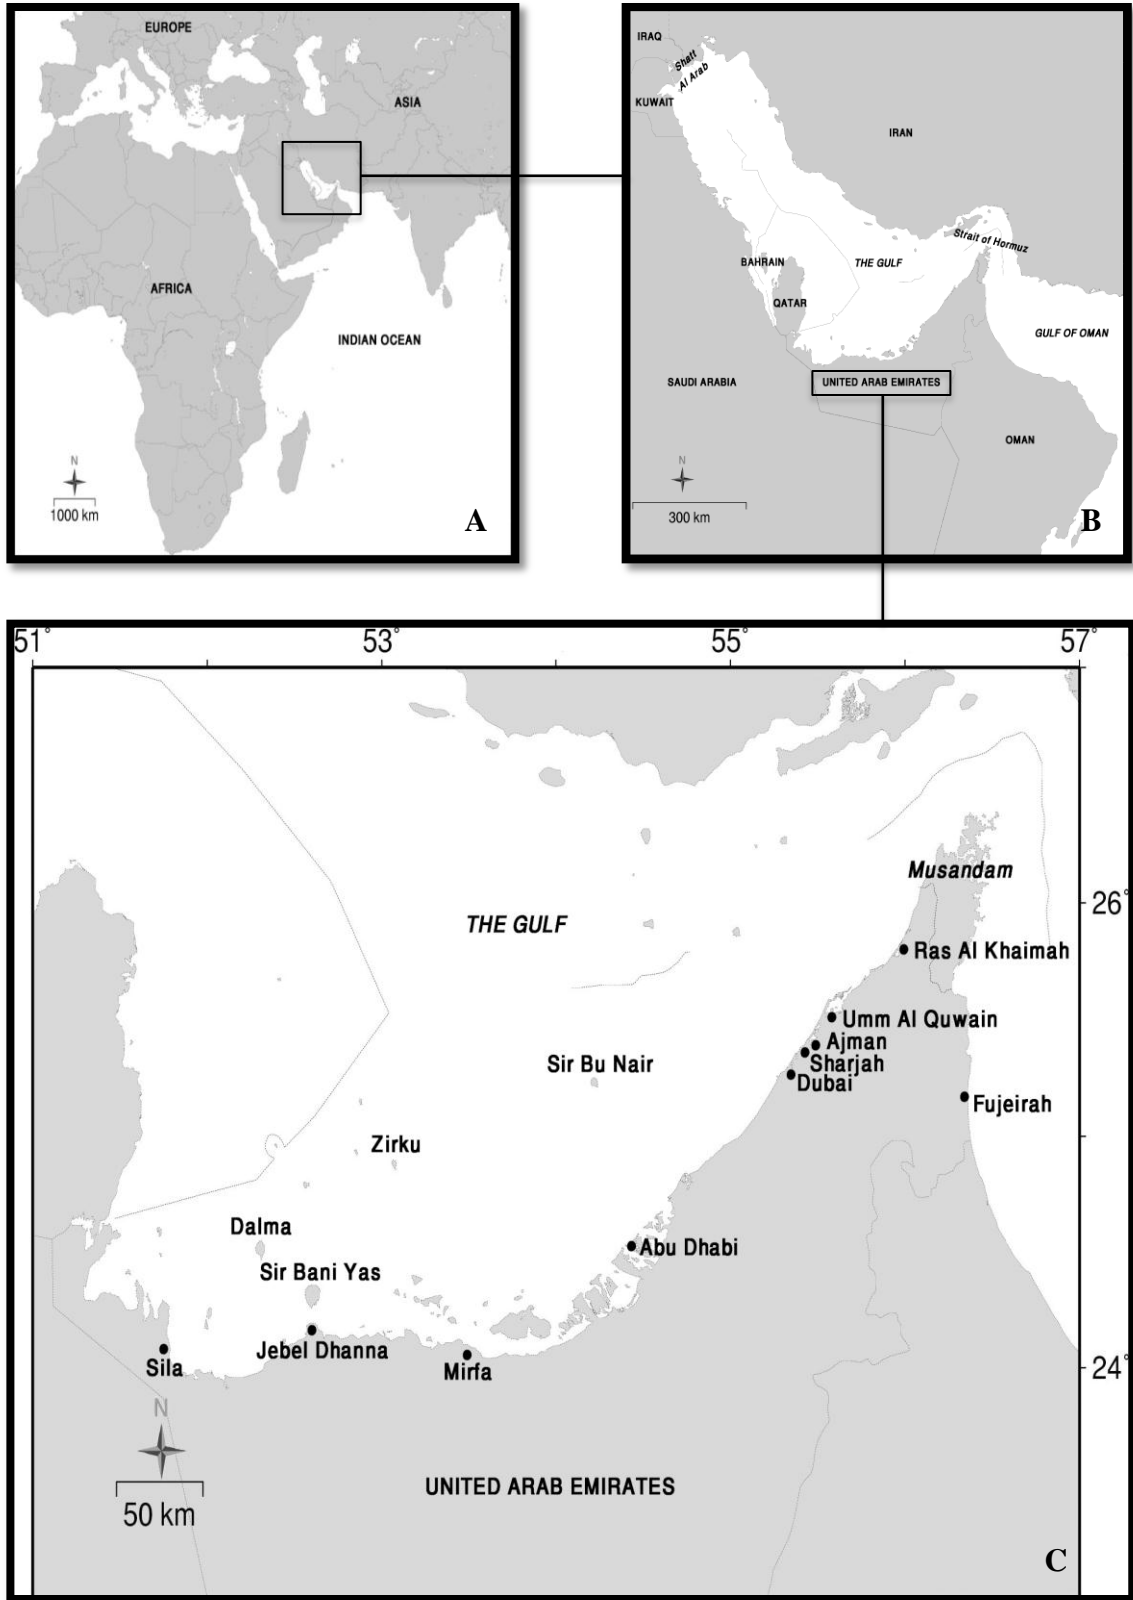 EUROPE
ASIA
AFRICA
INDIAN OCEAN
N
1000 km
A
IRAQ
Shatt
Al Arab
KUWAIT
IRAN
Strait of Hormuz
BAHRAIN
THE GULF
QATAR
GULF OF OMAN
SAUDI ARABIA
UNITED ARAB EMIRATES
OMAN
N
300 km
B
51° 53° 55° 57°
Musandam
26°
THE GULF
Ras Al Khaimah
Umm Al Quwain
Ajman
Sharjah
Dubai
Sir Bu Nair
Fujeirah
Zirku
Dalma
Abu Dhabi
Sir Bani Yas
Jebel Dhanna
Sila
Mirfa
24°
N
50 km
UNITED ARAB EMIRATES
C